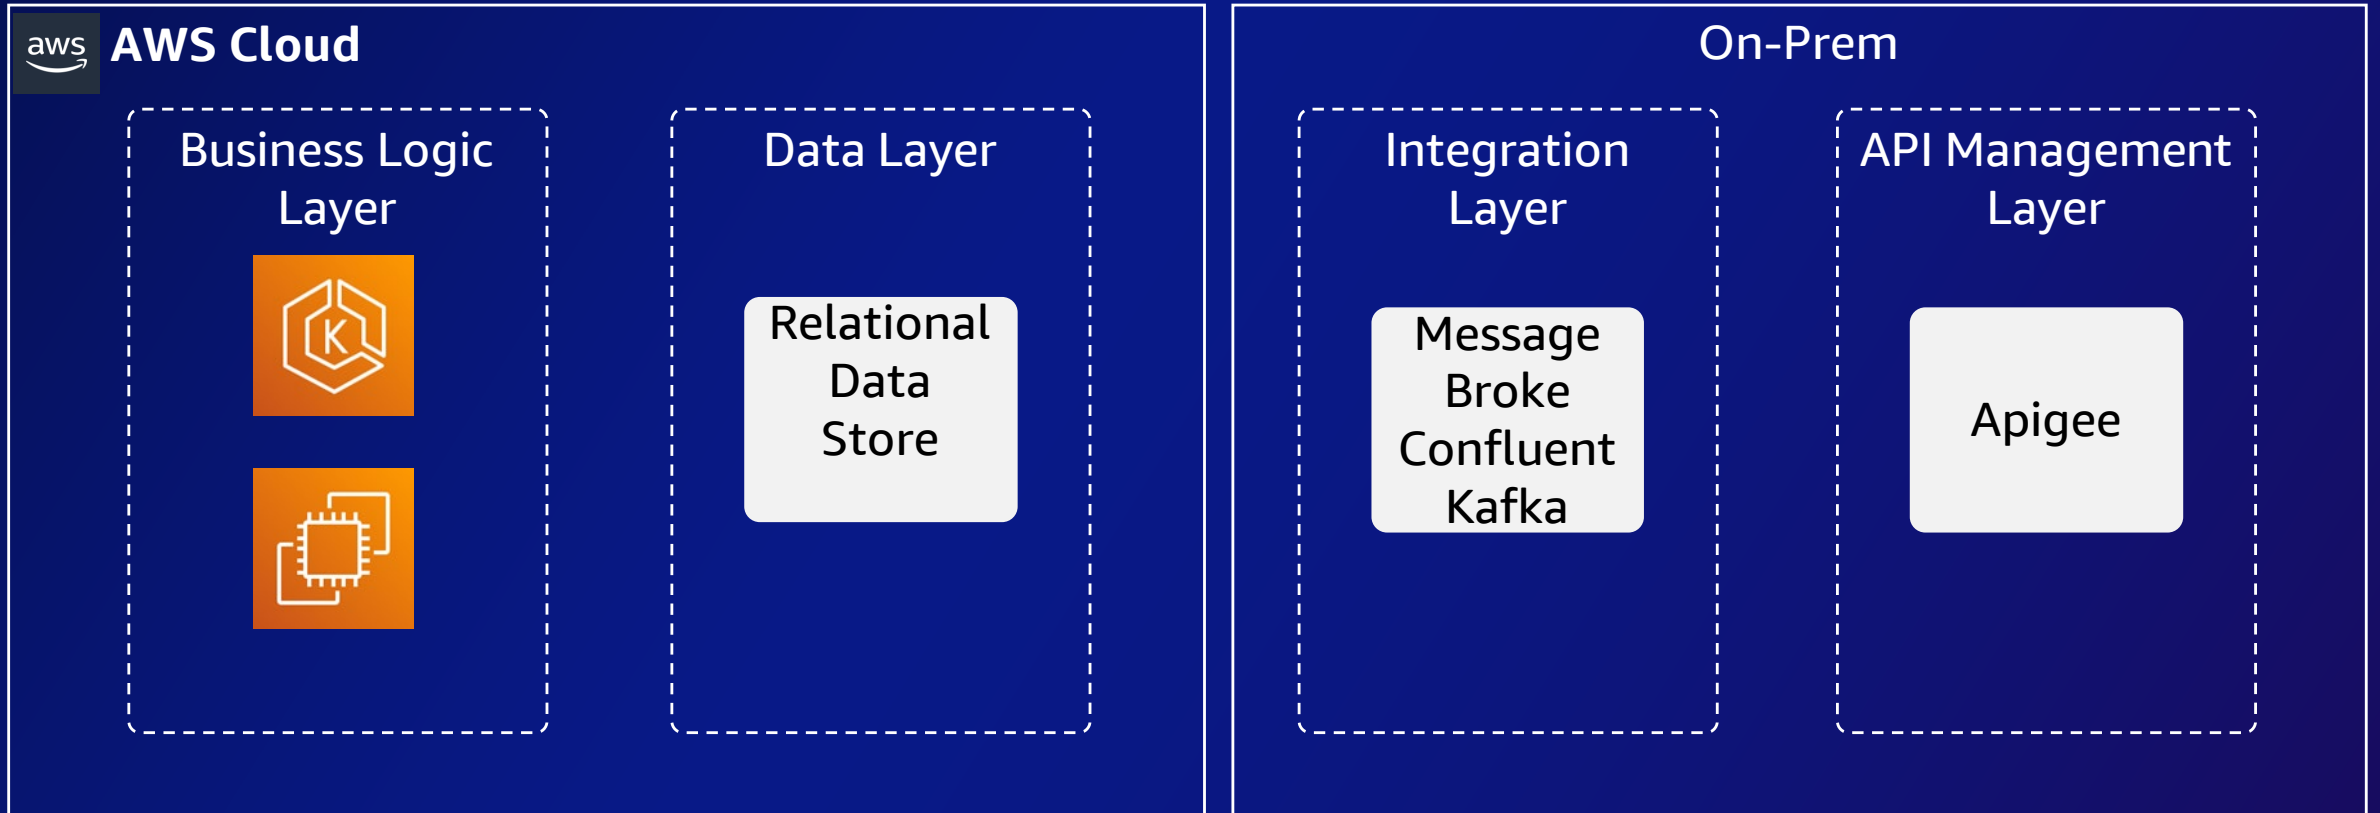 aws
AWS Cloud
On-Prem
Business Logic
Layer
K
Data Layer
Relational
Data
Store
Integration
Layer
Message
Broke
Confluent
Kafka
API Management
Layer
Apigee